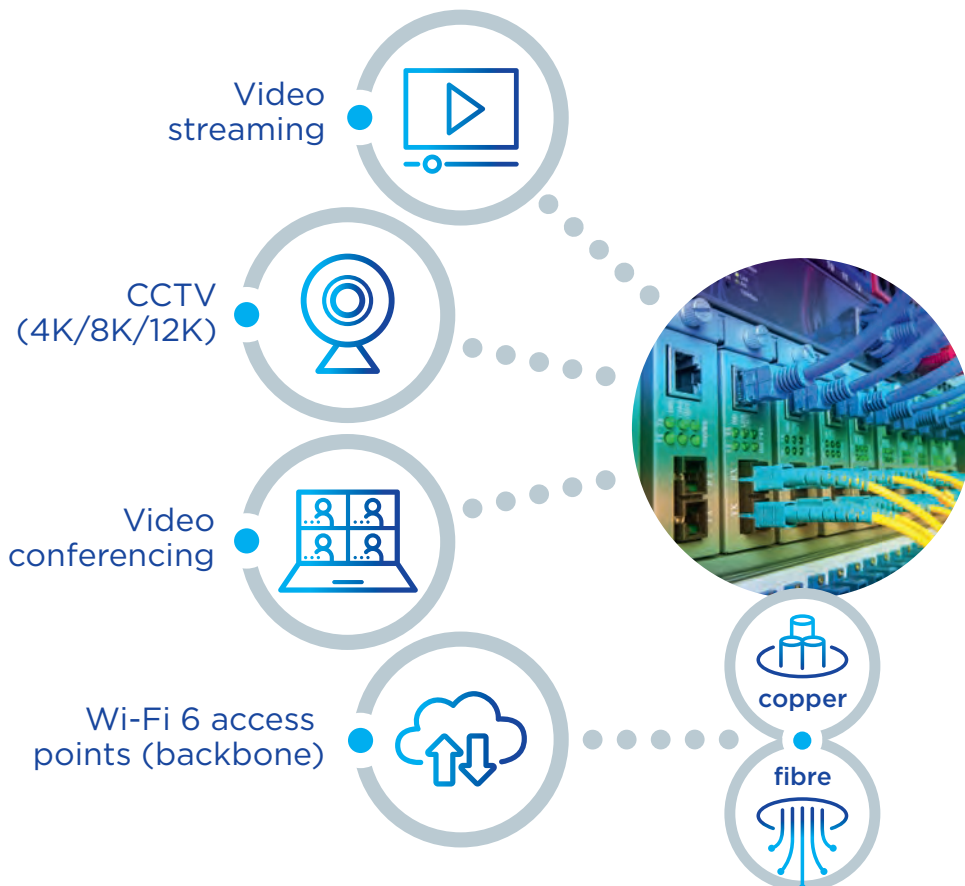 Video
streaming
CCTV
(4K/8K/12K)
Video
conferencing
Wi-Fi 6 access
points (backbone)
copper
fibre